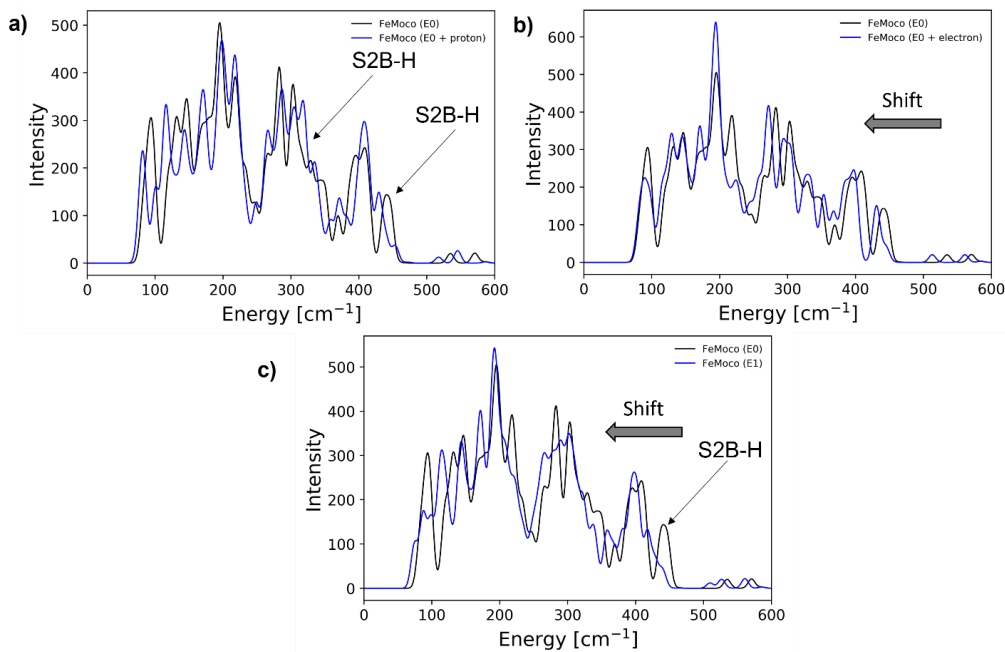 a)
FeMoco (E0)
FeMoco (E0 + proton)
S2B-H
S2B-H
Intensity
500
400
300
200
100
0
0 100 200 300 400 500 600
Energy [cm⁻¹]
b)
FeMoco (E0)
FeMoco (E0 + electron)
Shift
Intensity
600
500
400
300
200
100
0
0 100 200 300 400 500 600
Energy [cm⁻¹]
c)
FeMoco (E0)
FeMoco (E1)
Shift
S2B-H
Intensity
500
400
300
200
100
0
0 100 200 300 400 500 600
Energy [cm⁻¹]